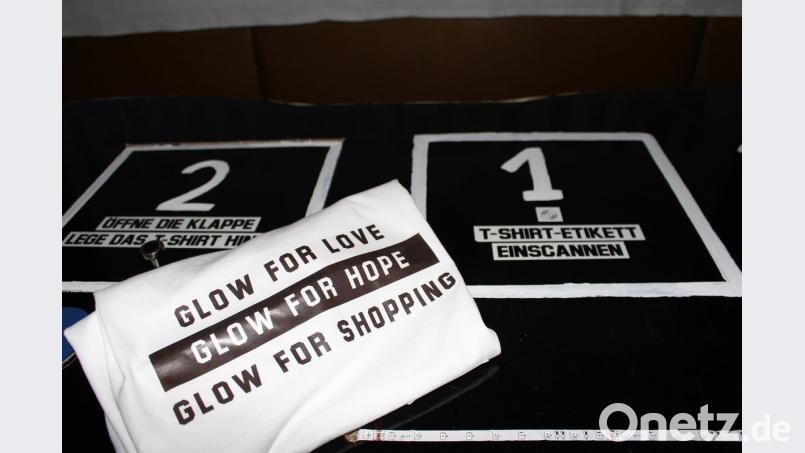 2
ÖFFNE DIE KLAPPE
LEGE DAS T-SHIRT
1
T-SHIRT-ETIKETT
EINSCANNEN
GLOW FOR LOVE
GLOW FOR HOPE
GLOW FOR SHOPPING
Onetz.de